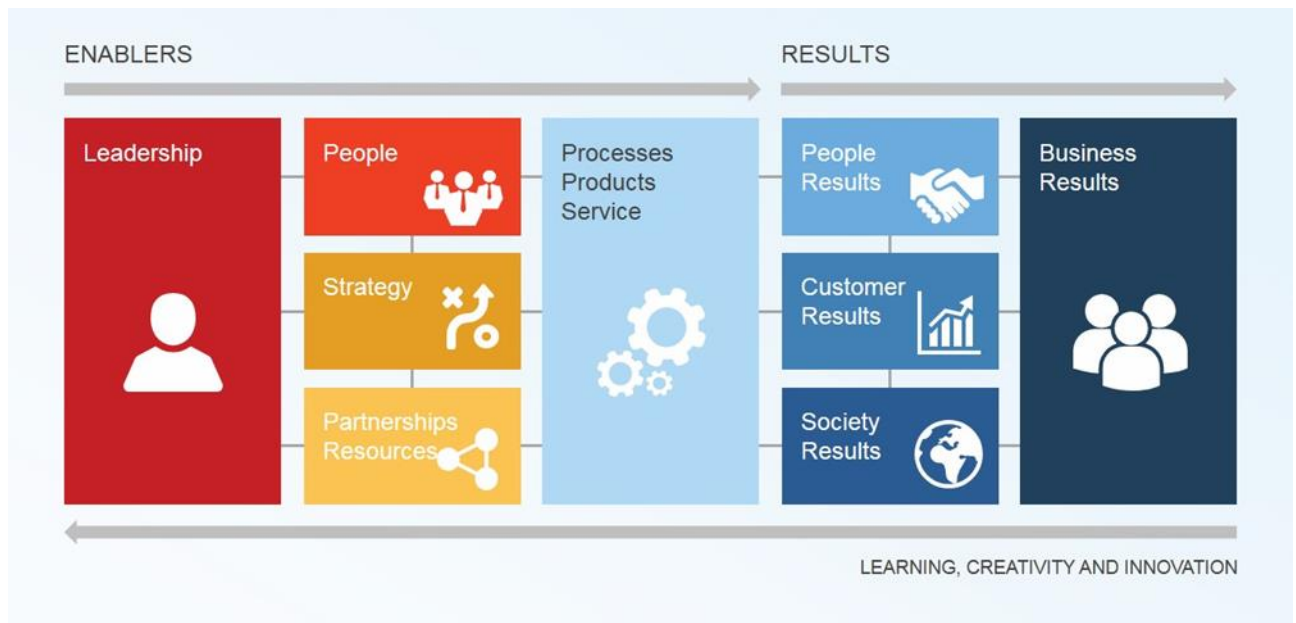 ENABLERS
RESULTS
Leadership
People
Strategy
Partnerships
Resources
Processes
Products
Service
People
Results
Customer
Results
Society
Results
Business
Results
LEARNING, CREATIVITY AND INNOVATION